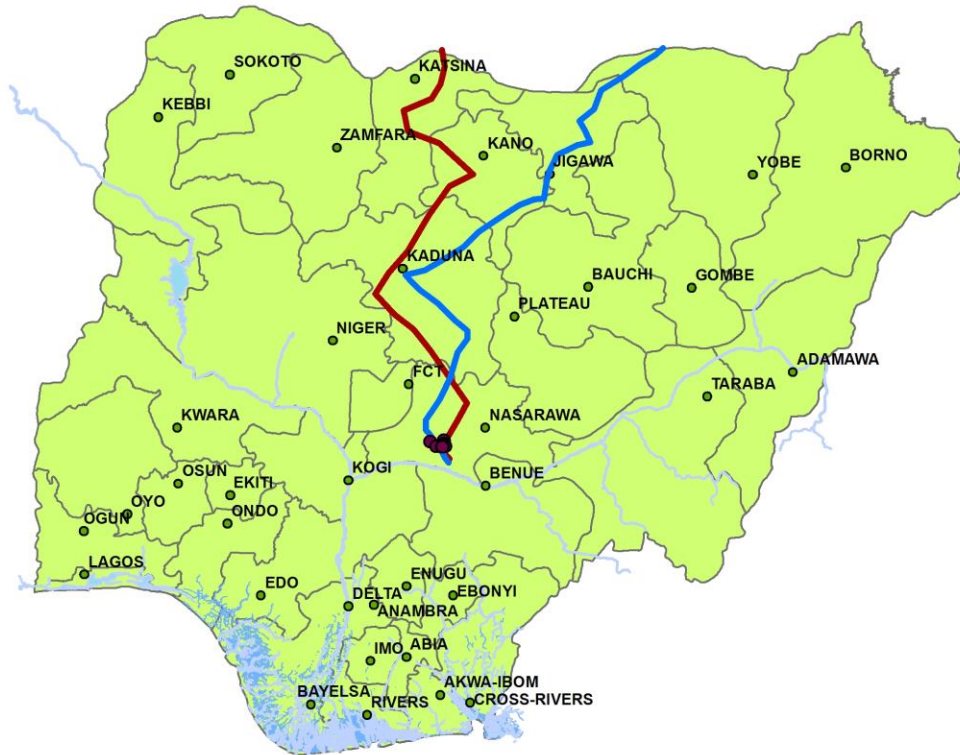 SOKOTO
KATSINA
KEBBI
ZAMFARA
KANO
JIGAWA
YOBE
BORNO
KADUNA
BAUCHI
GOMBE
PLATEAU
NIGER
FCT
ADAMAWA
TARABA
KWARA
NASARAWA
KOGI
BENUE
OSUN
EKITI
OYO
OGUN
ONDO
LAGOS
EDO
DELTA
ENUGU
EBONYI
ANAMBRA
IMO
ABIA
AKWA-IBOM
BAYELSA
RIVERS
CROSS-RIVERS